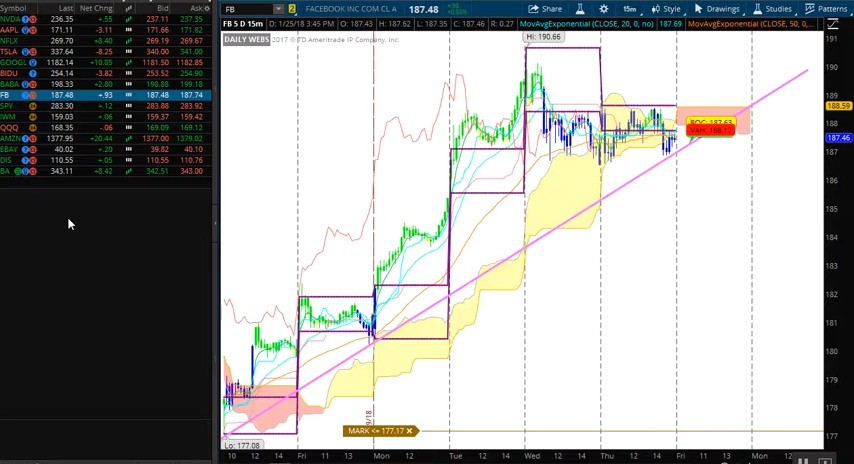 Symbol Last Net Chng Bid Ask
NVDA 236.35 +.55 237.11 237.35
AAPL 171.11 -3.11 171.66 171.82
NFLX 269.70 +8.40 269.19 269.67
TSLA 337.64 -8.25 340.00 341.00
GOOGL 1182.14 +10.85 1181.50 1182.85
BIDU 254.14 -3.82 253.52 254.90
BABA 198.33 +2.80 198.88 199.18
FB 187.48 +.93 187.48 187.74
SPY 283.30 +.12 283.88 283.92
IWM 159.03 +.06 159.37 159.42
QQQ 168.35 -.06 169.09 169.12
AMZN 1377.95 +20.44 1377.00 1379.02
EBAY 40.02 +.20 39.82 40.10
DIS 110.55 +.05 110.55 110.76
BA 343.11 +8.42 342.51 343.00
FB 2 FACEBOOK INC COM CL A 187.48 Share 15m Style Drawings Studies Patterns
FB 5 D 15m D: 1/25/18 3:45 PM O: 187.43 H: 187.62 L: 187.35 C: 187.46 R: 0.27 MovAvgExponential (CLOSE, 20, 0, no...) 187.69 MovAvgExponential (CLOSE, 50, 0,...
DAILY WEBS 2017 © TD Ameritrade IP Company, Inc.
Hi: 190.66
191
190
189
188.59
POC: 187.63
188
VAH: 188.17
187.46
187
186
185
184
183
182
181
180
179
178
177
MARK <= 177.17
Lo: 177.08
10 12 14 Fri 11 12 14 Mon 12 14 Tue 12 14 Wed 12 14 Thu 12 14 Fri 11 13 Mon